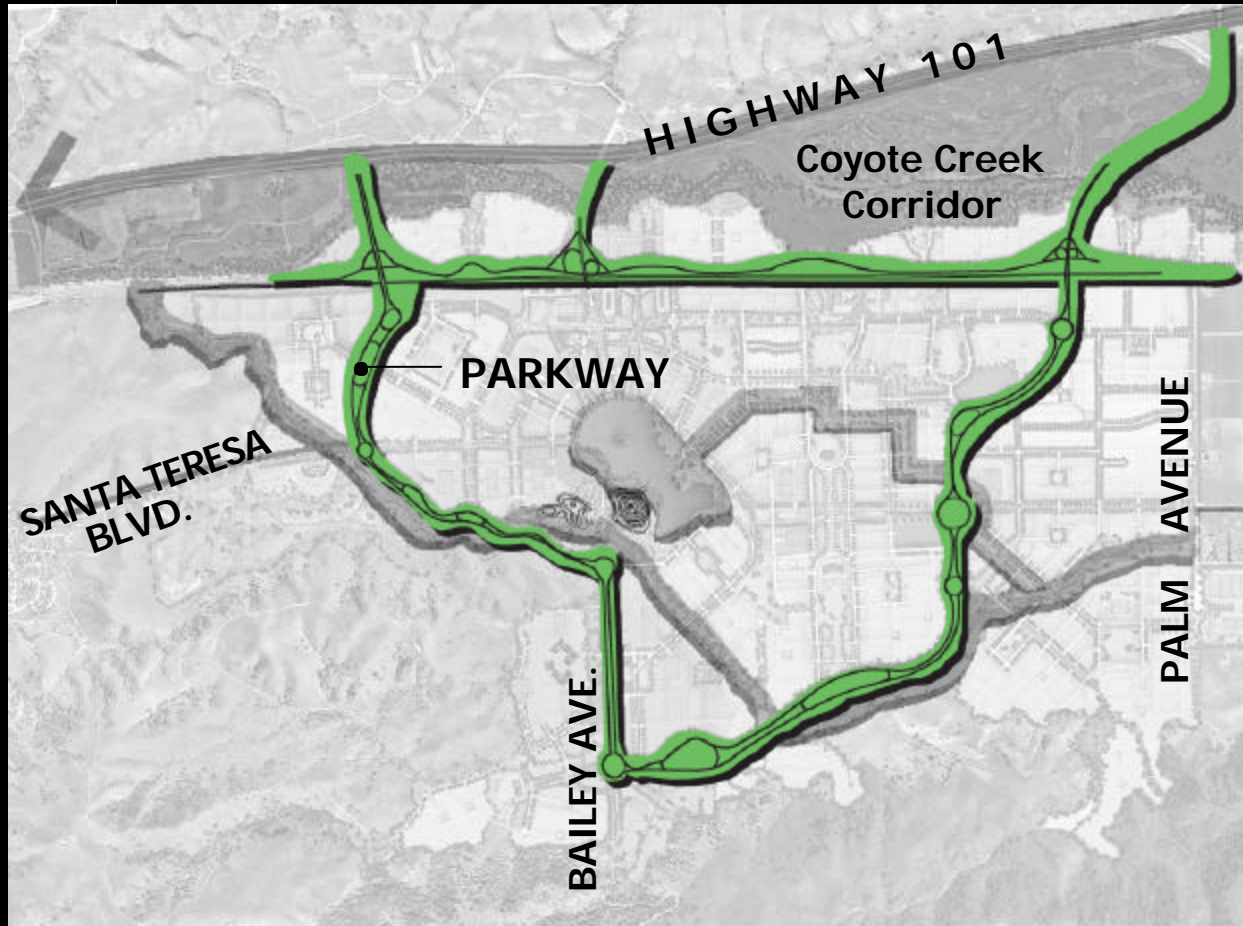 HIGHWAY 101
Coyote Creek
Corridor
PARKWAY
SANTA TERESA
BLVD.
PALM AVENUE
BAILEY AVE.